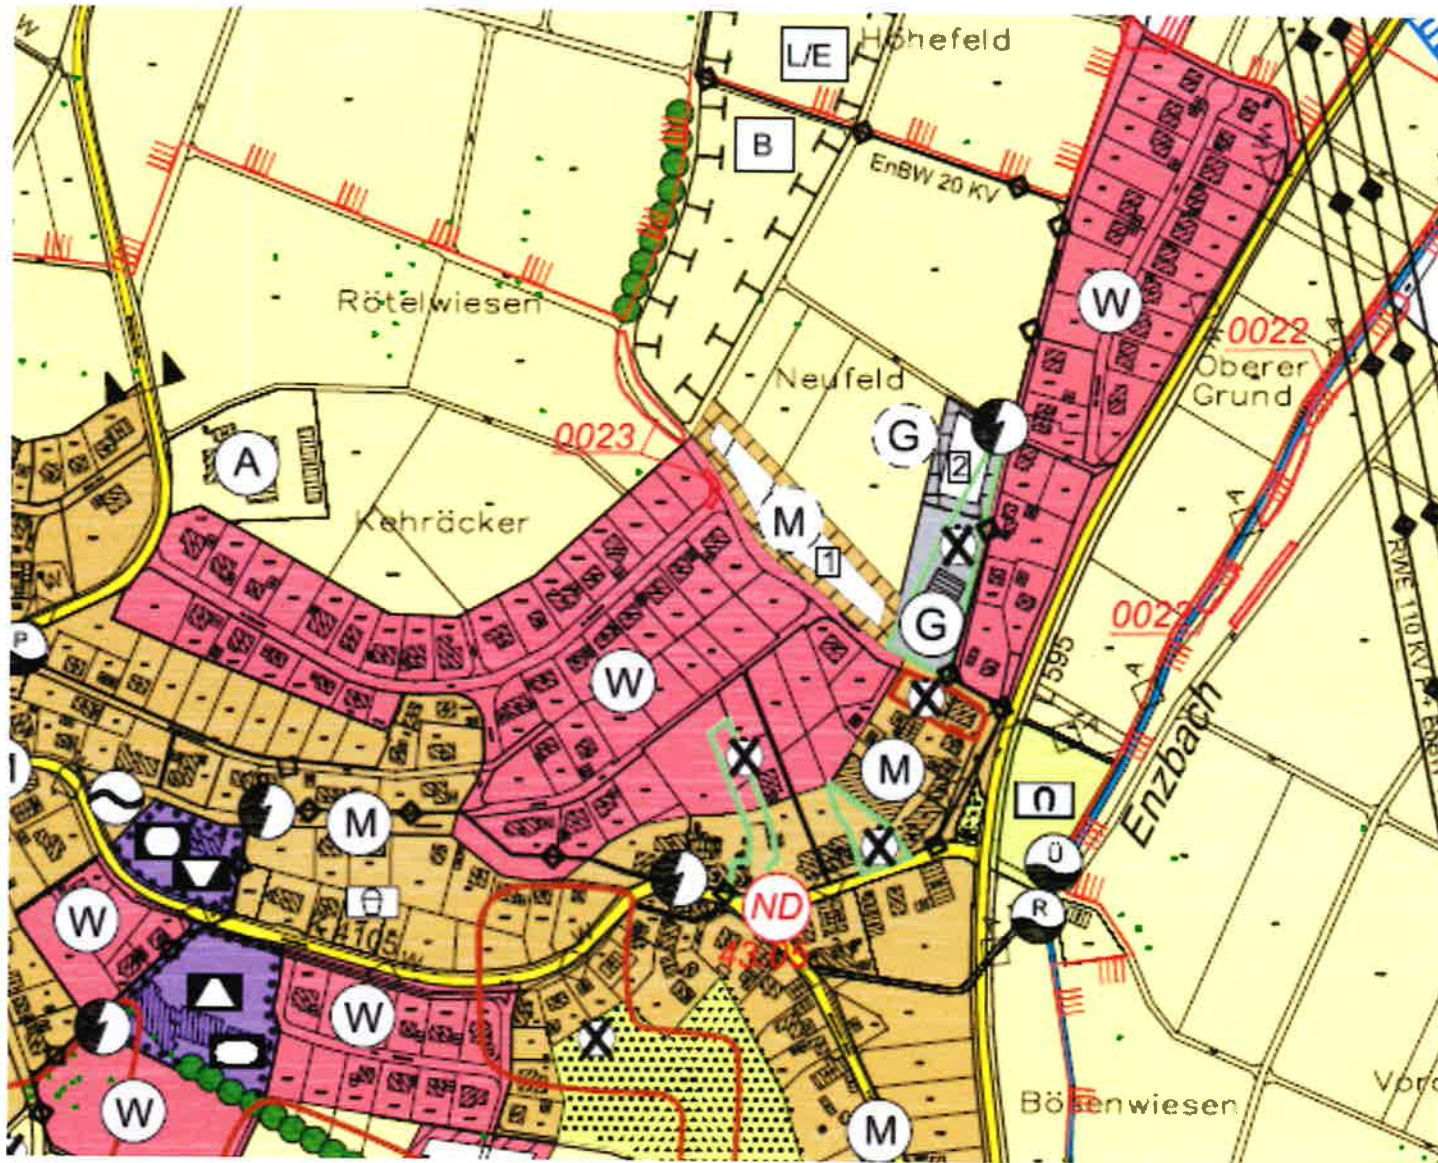 W
Höhefeld
L/E
B
EnBW 20 KV
Rötelwiesen
W
0022
Oberer
Grund
Neufeld
G
0023
A
2
Kehräcker
M
1
X
RWE 110 KV
0022
G
P
W
595
X
X
M
M
Enzbach
M
X
Ü
ND
R
W
K 4105
43.05
W
X
Bösenwiesen
W
M